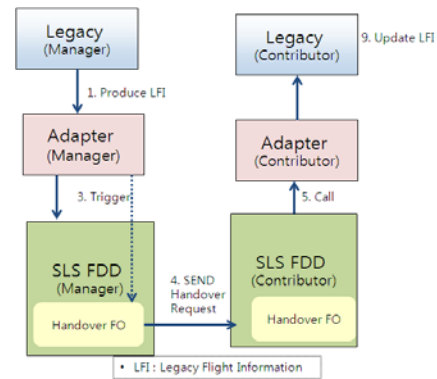 Legacy
(Manager)
Legacy
(Contributor)
9. Update LFI
1. Produce LFI
Adapter
(Manager)
Adapter
(Contributor)
3. Trigger
5. Call
SLS FDD
(Manager)
Handover FO
4. SEND
Handover
Request
SLS FDD
(Contributor)
Handover FO
• LFI : Legacy Flight Information